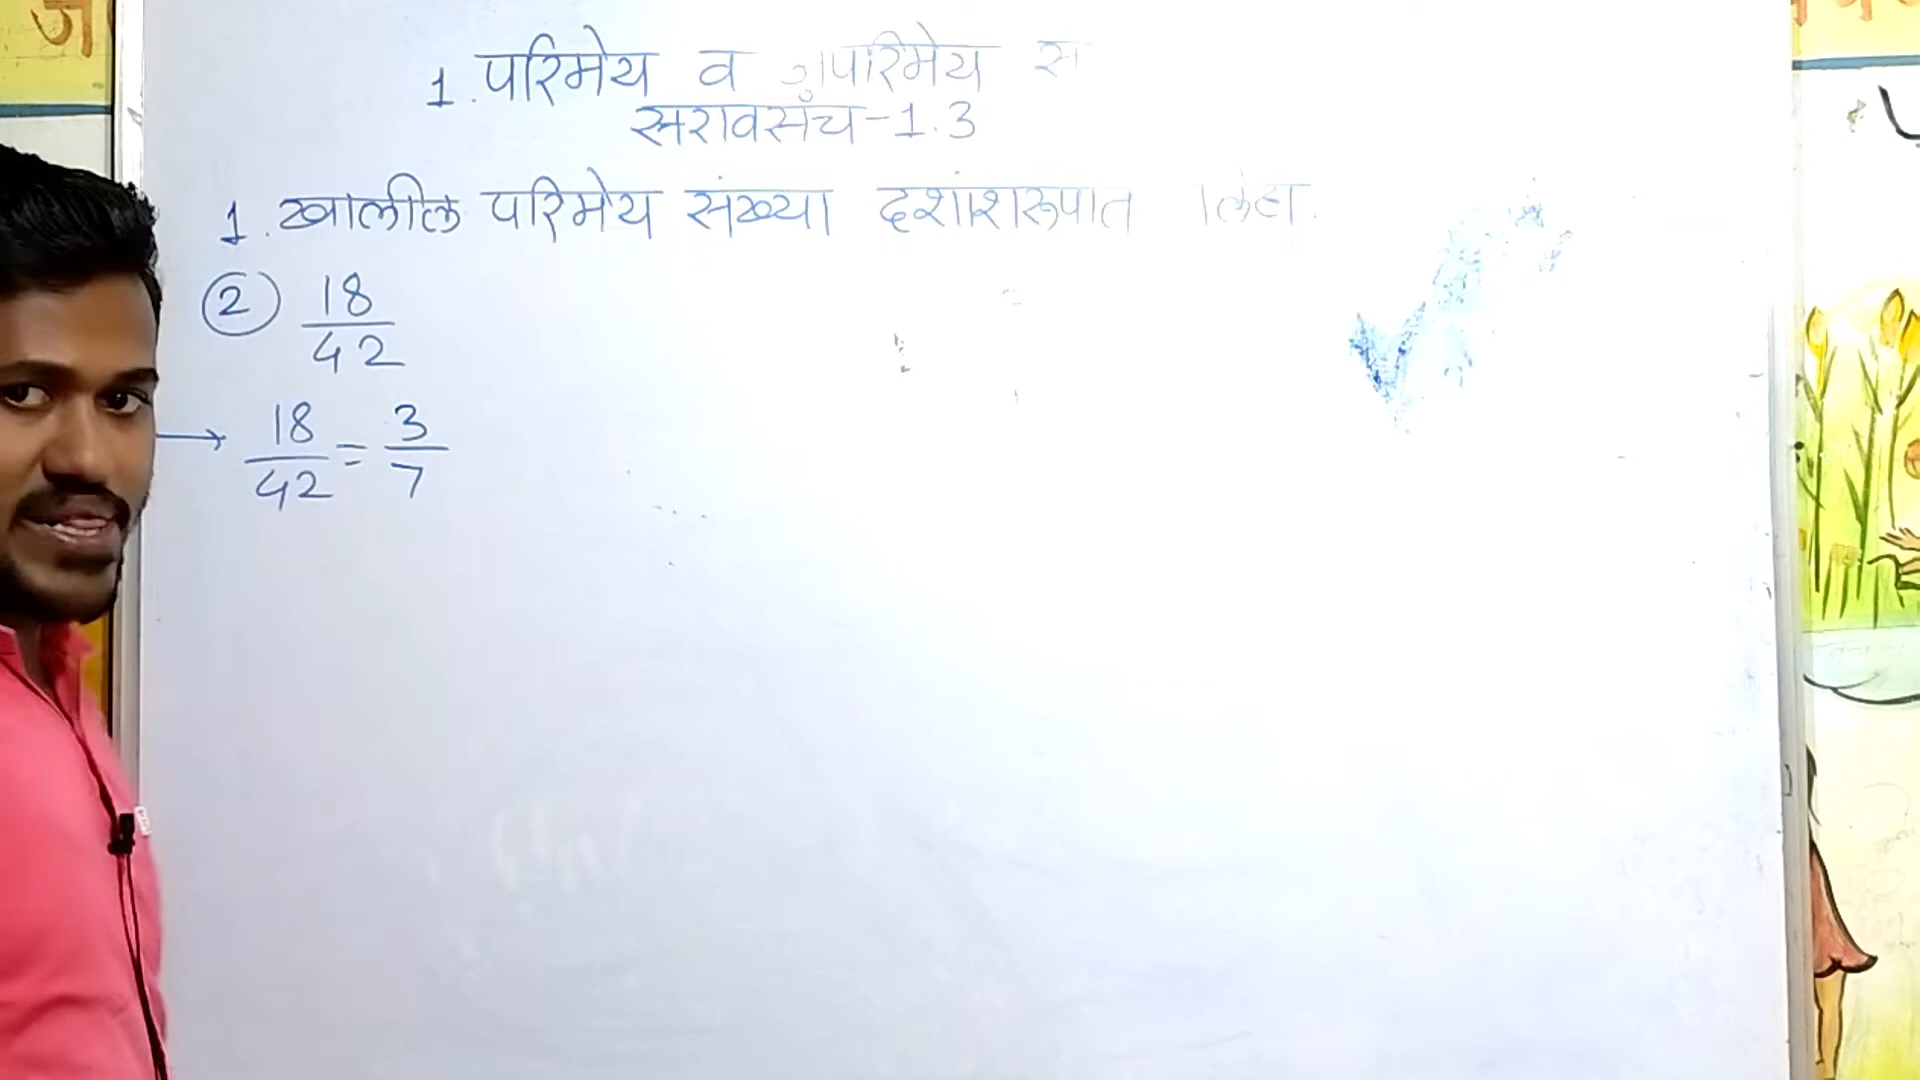 ज
1. परिमेय व अपरिमेय स
सरावसंच-1.3
1. खालील परिमेय संख्या दशांशरूपात लिहा.
② 18/42
→ 18/42 = 3/7